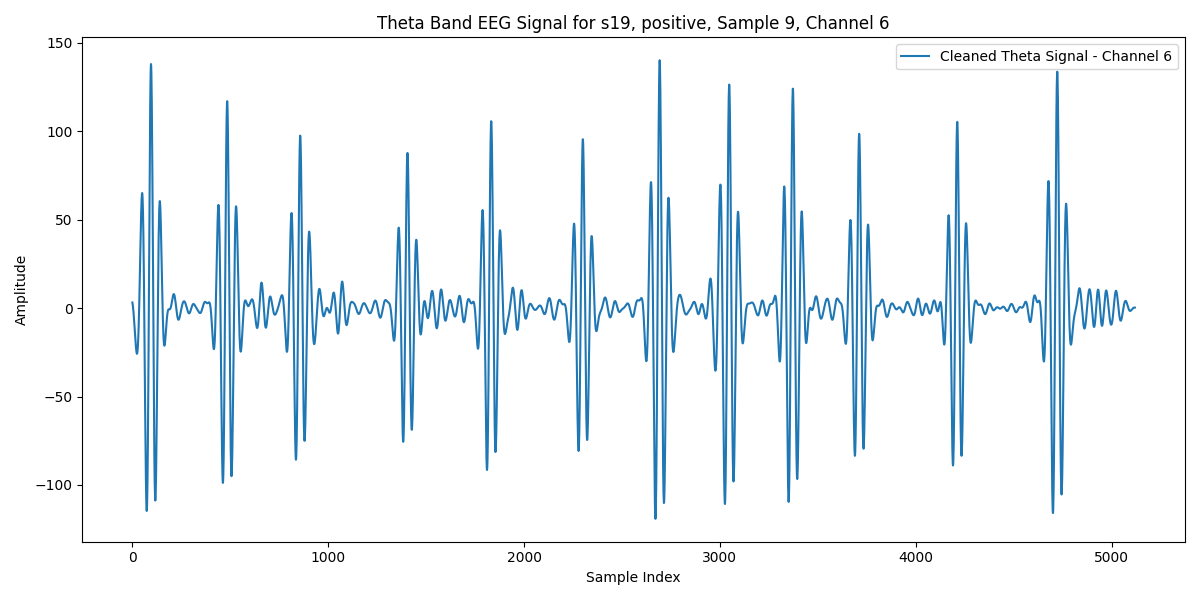 Theta Band EEG Signal for s19, positive, Sample 9, Channel 6
Cleaned Theta Signal - Channel 6
150
100
50
0
−50
−100
Amplitude
0 1000 2000 3000 4000 5000
Sample Index